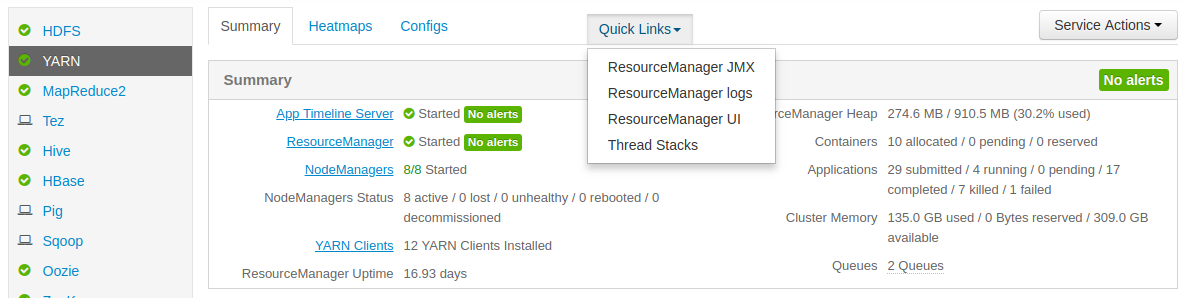 HDFS
YARN
MapReduce2
Tez
Hive
HBase
Pig
Sqoop
Oozie
Summary
Heatmaps
Configs
Quick Links
Service Actions
ResourceManager JMX
ResourceManager logs
ResourceManager UI
Thread Stacks
Summary
No alerts
App Timeline Server Started No alerts
ResourceManager Started No alerts
NodeManagers 8/8 Started
NodeManagers Status 8 active / 0 lost / 0 unhealthy / 0 rebooted / 0
decommissioned
YARN Clients 12 YARN Clients Installed
ResourceManager Uptime 16.93 days
rceManager Heap 274.6 MB / 910.5 MB (30.2% used)
Containers 10 allocated / 0 pending / 0 reserved
Applications 29 submitted / 4 running / 0 pending / 17
completed / 7 killed / 1 failed
Cluster Memory 135.0 GB used / 0 Bytes reserved / 309.0 GB
available
Queues 2 Queues